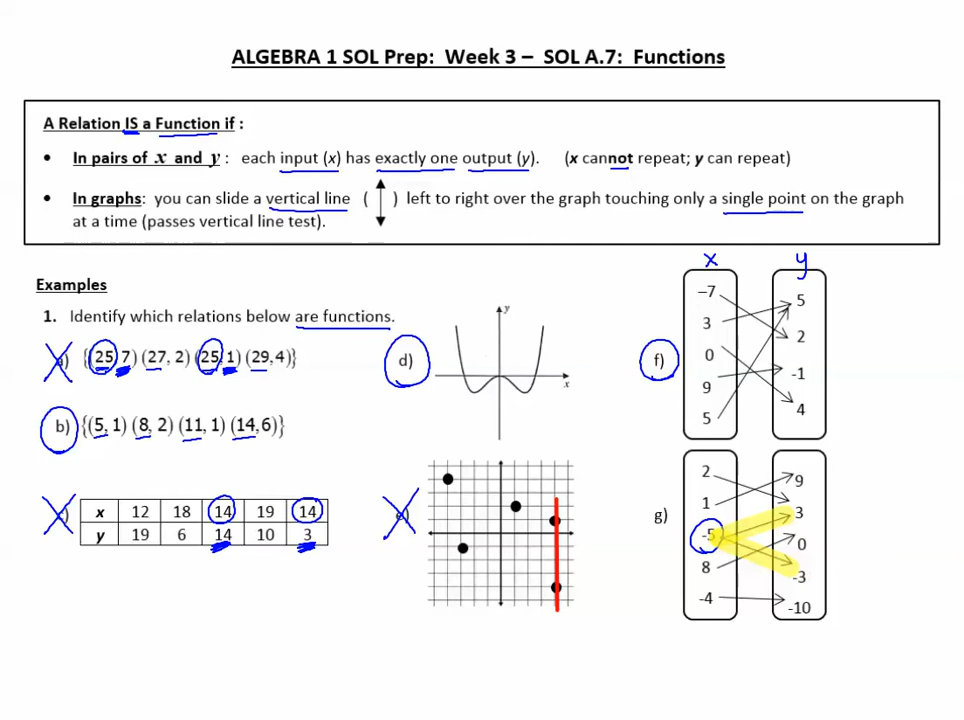 ALGEBRA 1 SOL Prep: Week 3 – SOL A.7: Functions
A Relation IS a Function if :
• In pairs of x and y : each input (x) has exactly one output (y). (x cannot repeat; y can repeat)
• In graphs: you can slide a vertical line ( ) left to right over the graph touching only a single point on the graph
at a time (passes vertical line test).
Examples
1. Identify which relations below are functions.
{(25,7) (27, 2) (25,1) (29,4)}
b) {(5, 1) (8, 2) (11, 1) (14,6)}
x 12 18 14 19 14
y 19 6 14 10 3
d)
y
x
f)
x y
–7 5
3 2
0 -1
9 4
5
g)
2 9
1 3
-5 0
8 -3
-4 -10